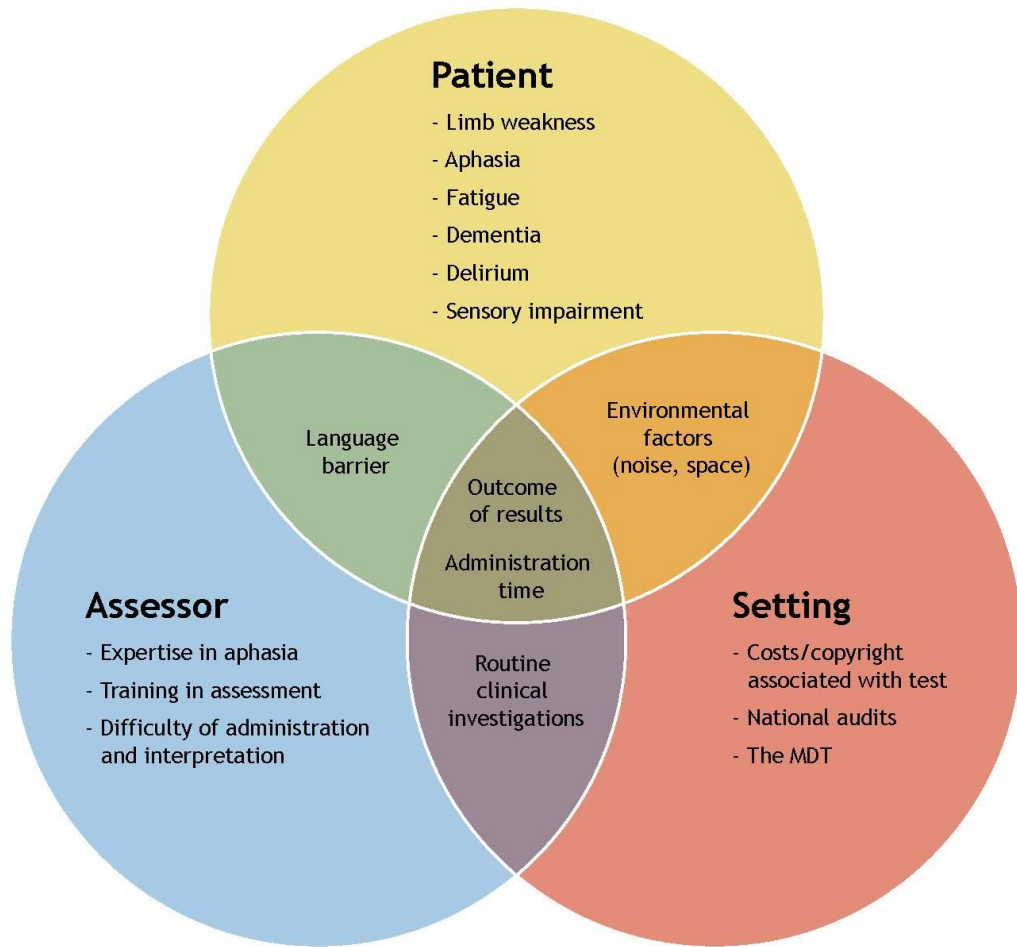 Patient
- Limb weakness
- Aphasia
- Fatigue
- Dementia
- Delirium
- Sensory impairment
Language
barrier
Environmental
factors
(noise, space)
Outcome
of results
Administration
time
Assessor
- Expertise in aphasia
- Training in assessment
- Difficulty of administration
and interpretation
Routine
clinical
investigations
Setting
- Costs/copyright
associated with test
- National audits
- The MDT